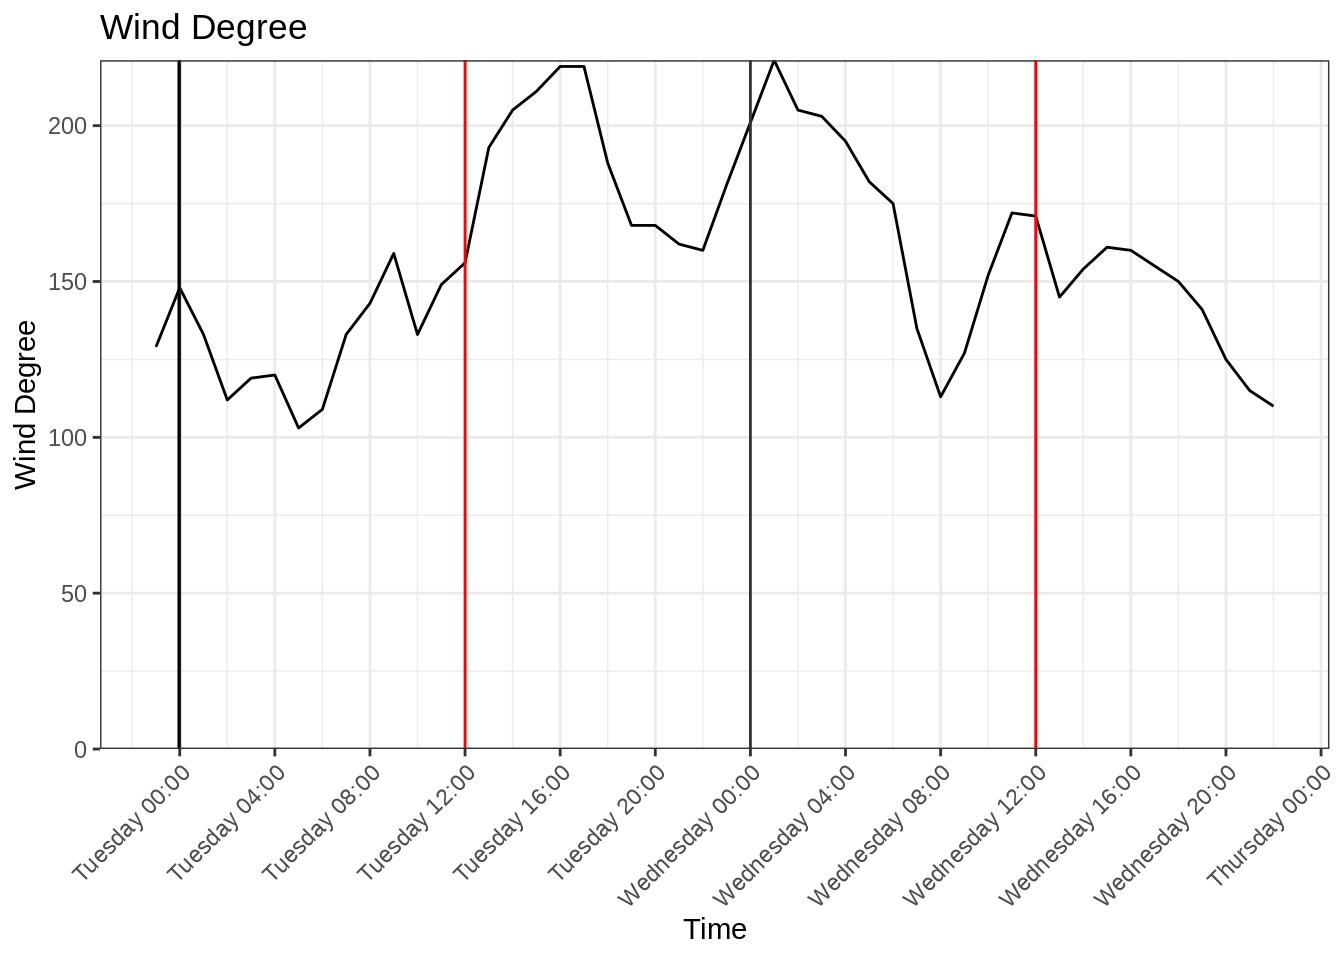 Wind Degree
Wind Degree
200
150
100
50
0
Tuesday 00:00
Tuesday 04:00
Tuesday 08:00
Tuesday 12:00
Tuesday 16:00
Tuesday 20:00
Wednesday 00:00
Wednesday 04:00
Wednesday 08:00
Wednesday 12:00
Wednesday 16:00
Wednesday 20:00
Thursday 00:00
Time